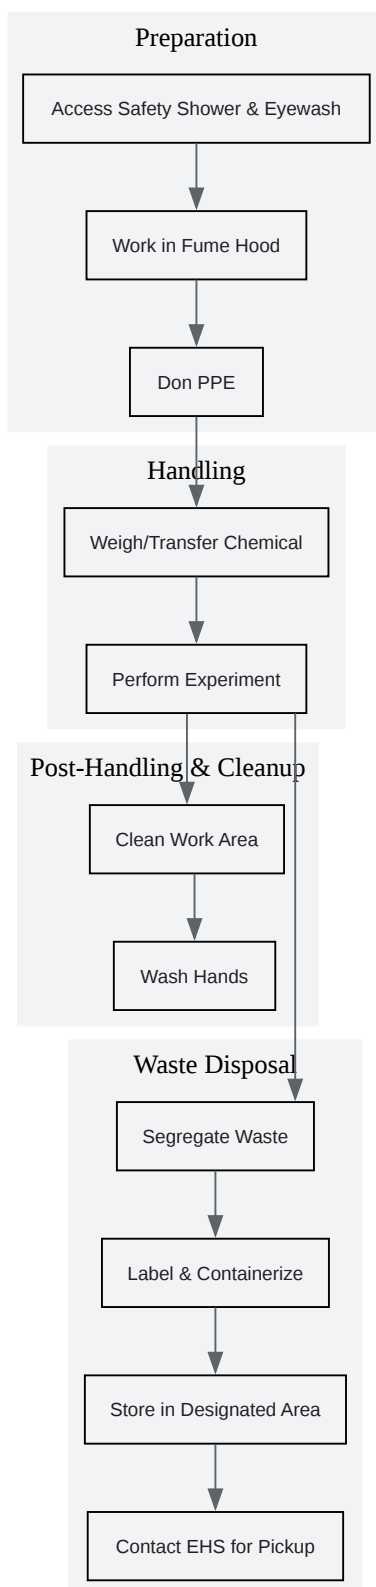 Preparation
Access Safety Shower & Eyewash
Work in Fume Hood
Don PPE
Handling
Weigh/Transfer Chemical
Perform Experiment
Post-Handling & Cleanup
Clean Work Area
Wash Hands
Waste Disposal
Segregate Waste
Label & Containerize
Store in Designated Area
Contact EHS for Pickup